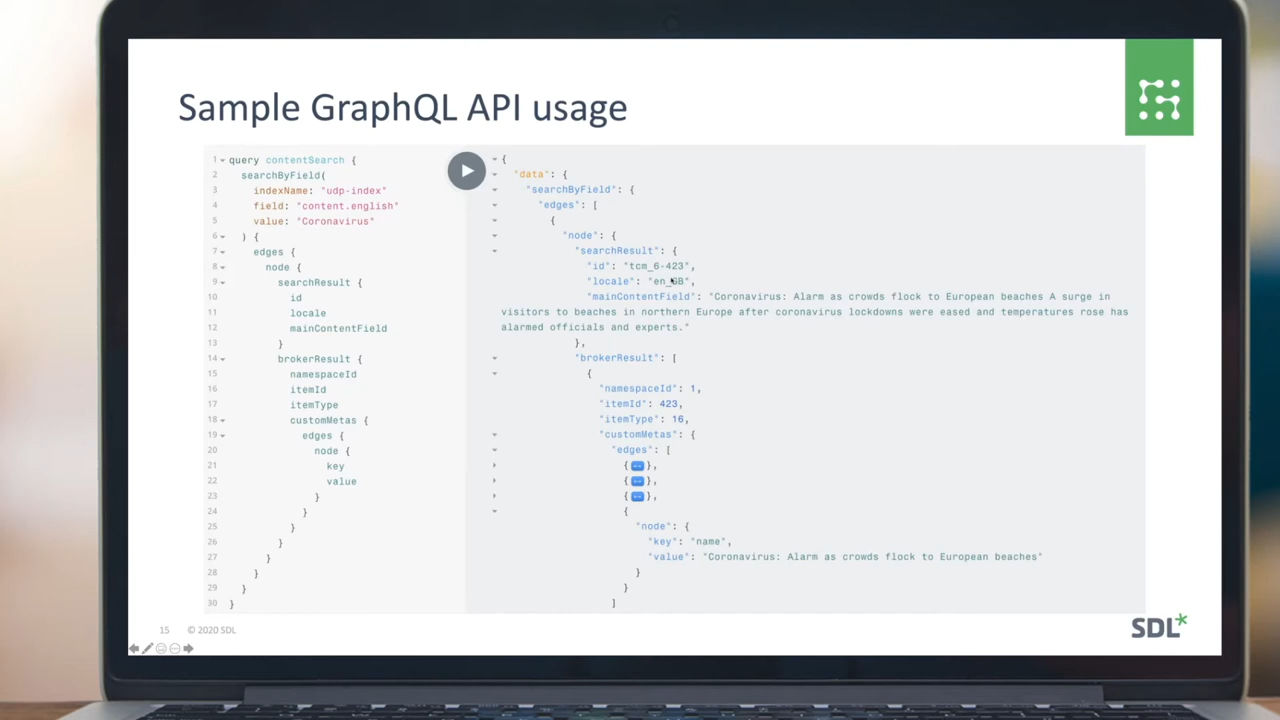 Sample GraphQL API usage
1 query contentSearch {
2 searchByField(
3 indexName: "udp-index"
4 field: "content.english"
5 value: "Coronavirus"
6 ) {
7 edges {
8 node {
9 searchResult {
10 id
11 locale
12 mainContentField
13 }
14 brokerResult {
15 namespaceId
16 itemId
17 itemType
18 customMetas {
19 edges {
20 node {
21 key
22 value
23 }
24 }
25 }
26 }
27 }
28 }
29 }
30 }
{
"data": {
"searchByField": {
"edges": [
{
"node": {
"searchResult": {
"id": "tcm_6-423",
"locale": "en_GB",
"mainContentField": "Coronavirus: Alarm as crowds flock to European beaches A surge in
visitors to beaches in northern Europe after coronavirus lockdowns were eased and temperatures rose has
alarmed officials and experts."
},
"brokerResult": [
{
"namespaceId": 1,
"itemId": 423,
"itemType": 16,
"customMetas": {
"edges": [
{↔},
{↔},
{↔},
{
"node": {
"key": "name",
"value": "Coronavirus: Alarm as crowds flock to European beaches"
}
}
]
15 © 2020 SDL
SDL*